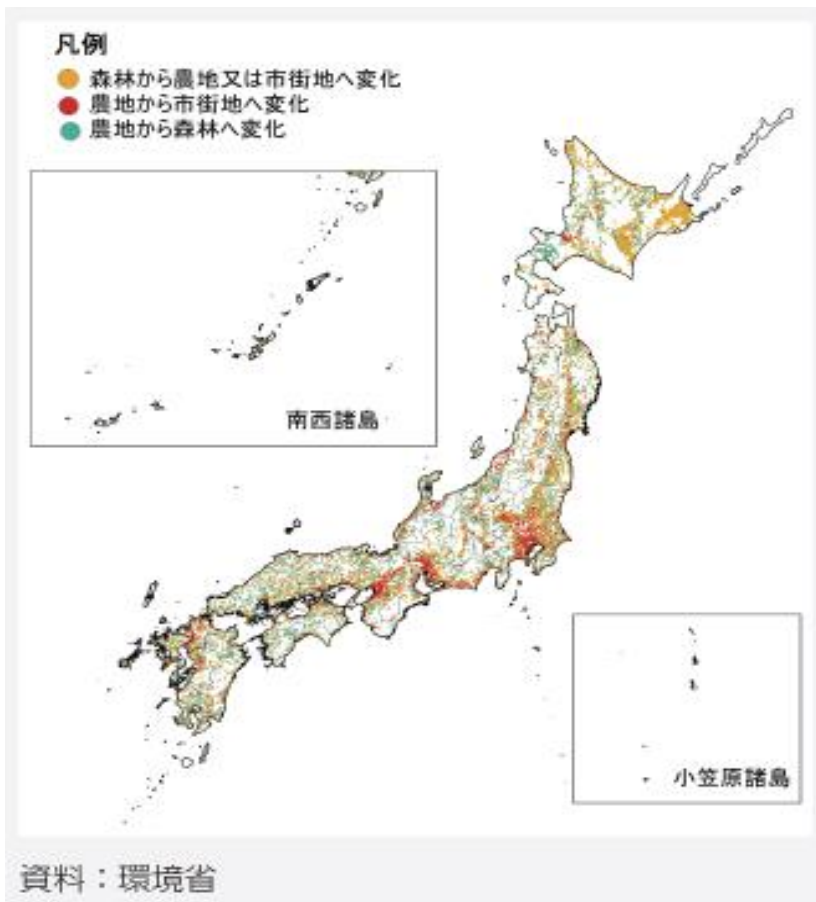 凡例
森林から農地又は市街地へ変化
農地から市街地へ変化
農地から森林へ変化
南西諸島
小笠原諸島
資料：環境省